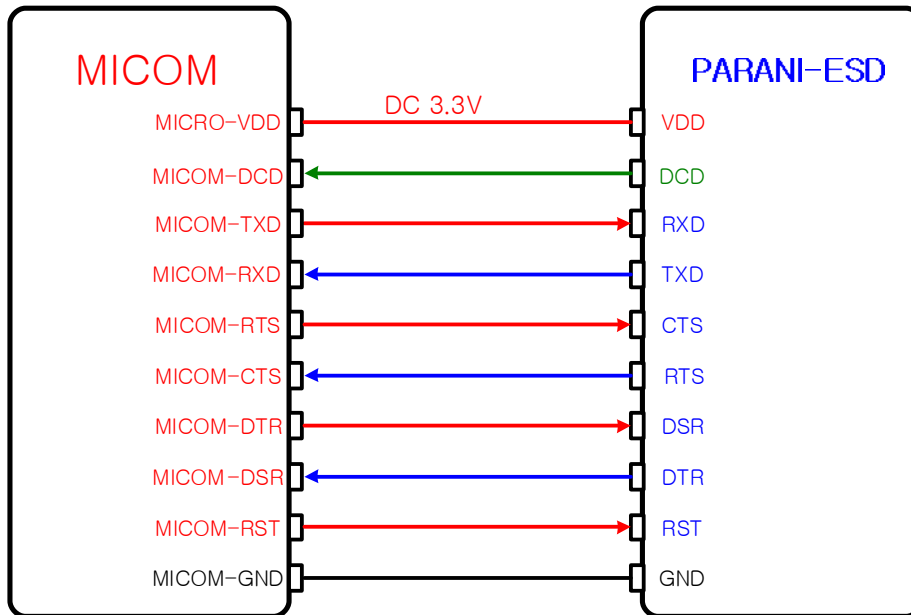 MICOM PARANI-ESD
DC 3.3V
MICRO-VDD VDD
MICOM-DCD DCD
MICOM-TXD RXD
MICOM-RXD TXD
MICOM-RTS CTS
MICOM-CTS RTS
MICOM-DTR DSR
MICOM-DSR DTR
MICOM-RST RST
MICOM-GND GND